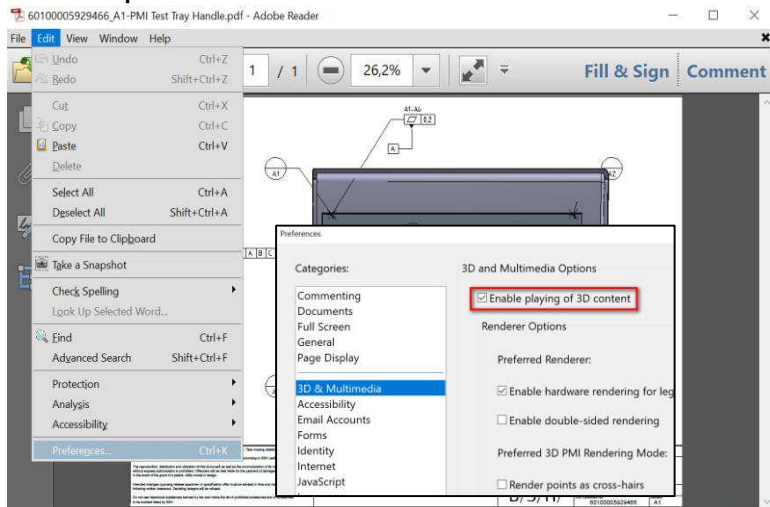 60100005929466_A1-PMI Test Tray Handle.pdf - Adobe Reader
File Edit View Window Help
1 / 1 26,2% Fill & Sign Comment
Undo Ctrl+Z
Redo Shift+Ctrl+Z
Cut Ctrl+X
Copy Ctrl+C
Paste Ctrl+V
Delete
Select All Ctrl+A
Deselect All Shift+Ctrl+A
Copy File to Clipboard
Take a Snapshot
Check Spelling
Look Up Selected Word...
Find Ctrl+F
Advanced Search Shift+Ctrl+F
Protection
Analysis
Accessibility
Preferences... Ctrl+K
A1-A2
0,2
A
A1
A2
A B C
Preferences
Categories:
Commenting
Documents
Full Screen
General
Page Display
3D & Multimedia
Accessibility
Email Accounts
Forms
Identity
Internet
JavaScript
3D and Multimedia Options
Enable playing of 3D content
Renderer Options
Preferred Renderer:
Enable hardware rendering for leg
Enable double-sided rendering
Preferred 3D PMI Rendering Mode:
Render points as cross-hairs
60100005929466 A1